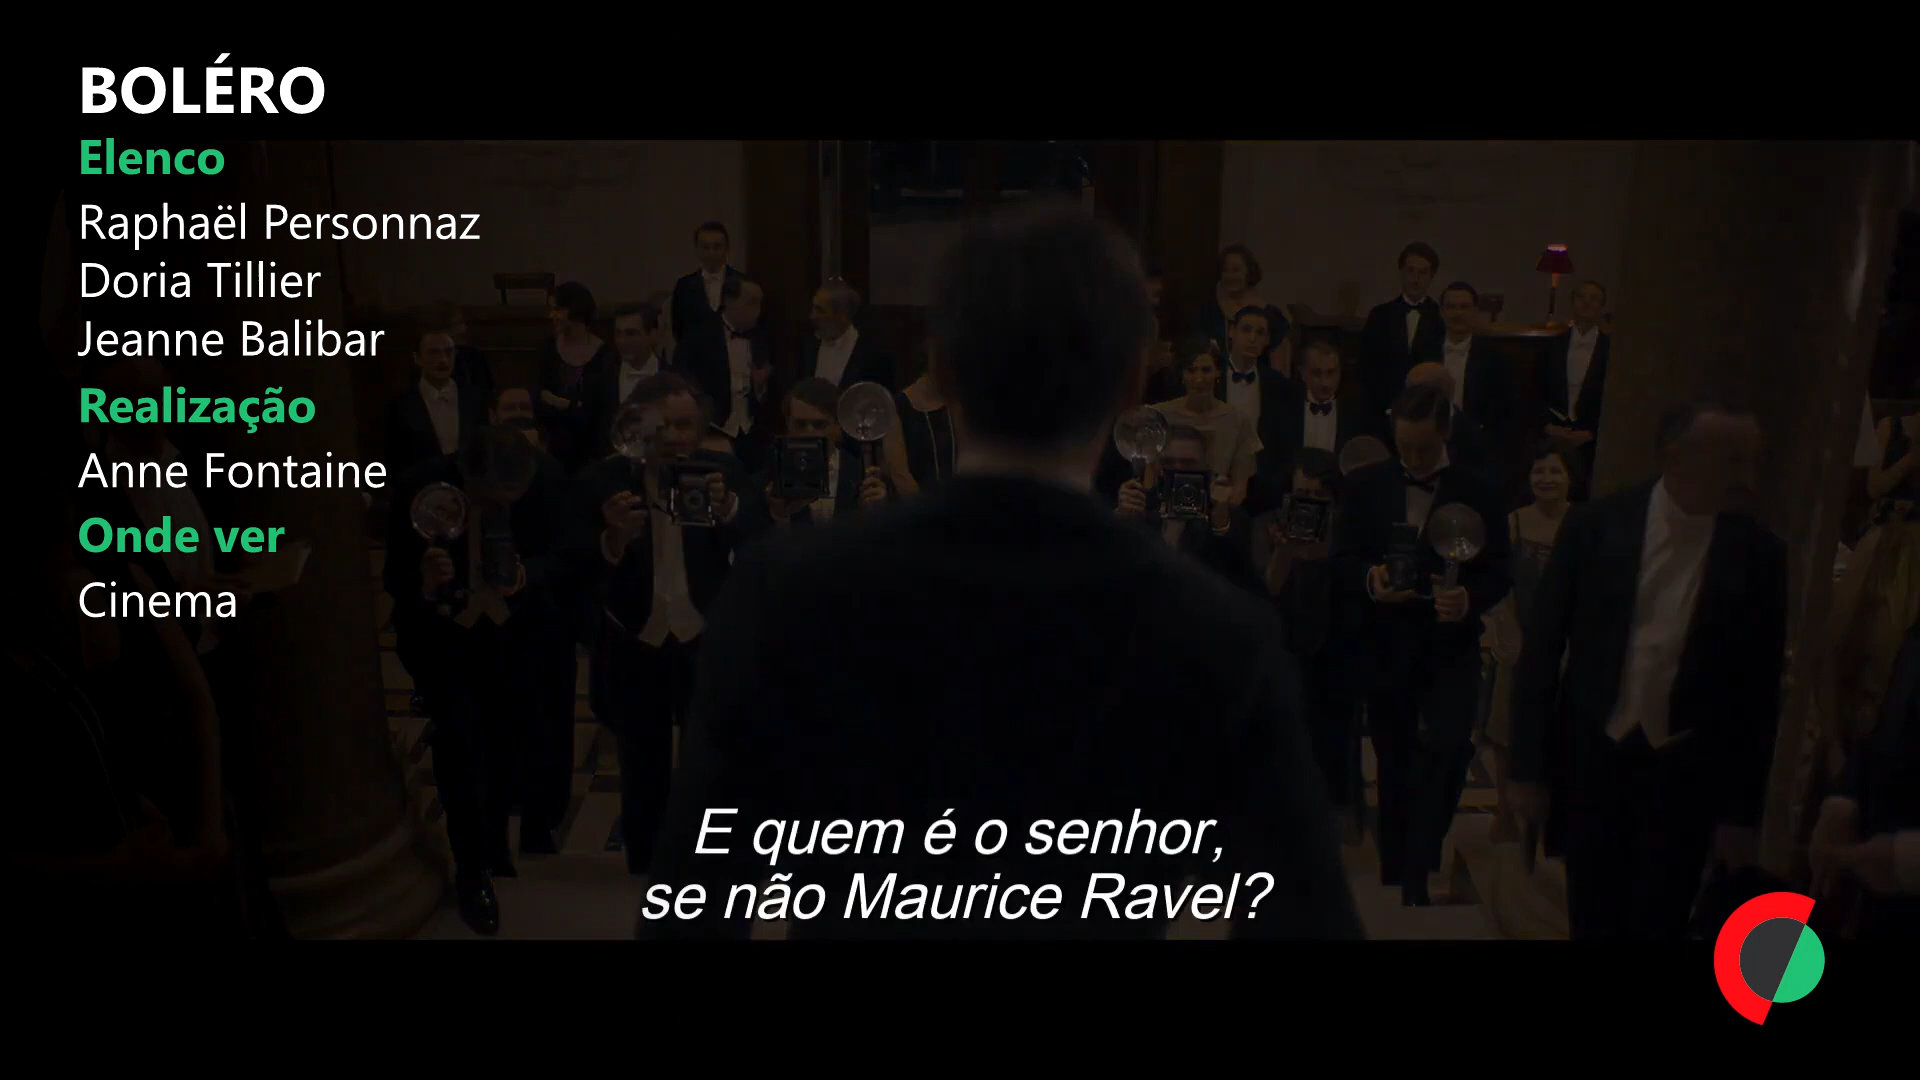 BOLÉRO
Elenco
Raphaël Personnaz
Doria Tillier
Jeanne Balibar
Realização
Anne Fontaine
Onde ver
Cinema
E quem é o senhor,
se não Maurice Ravel?